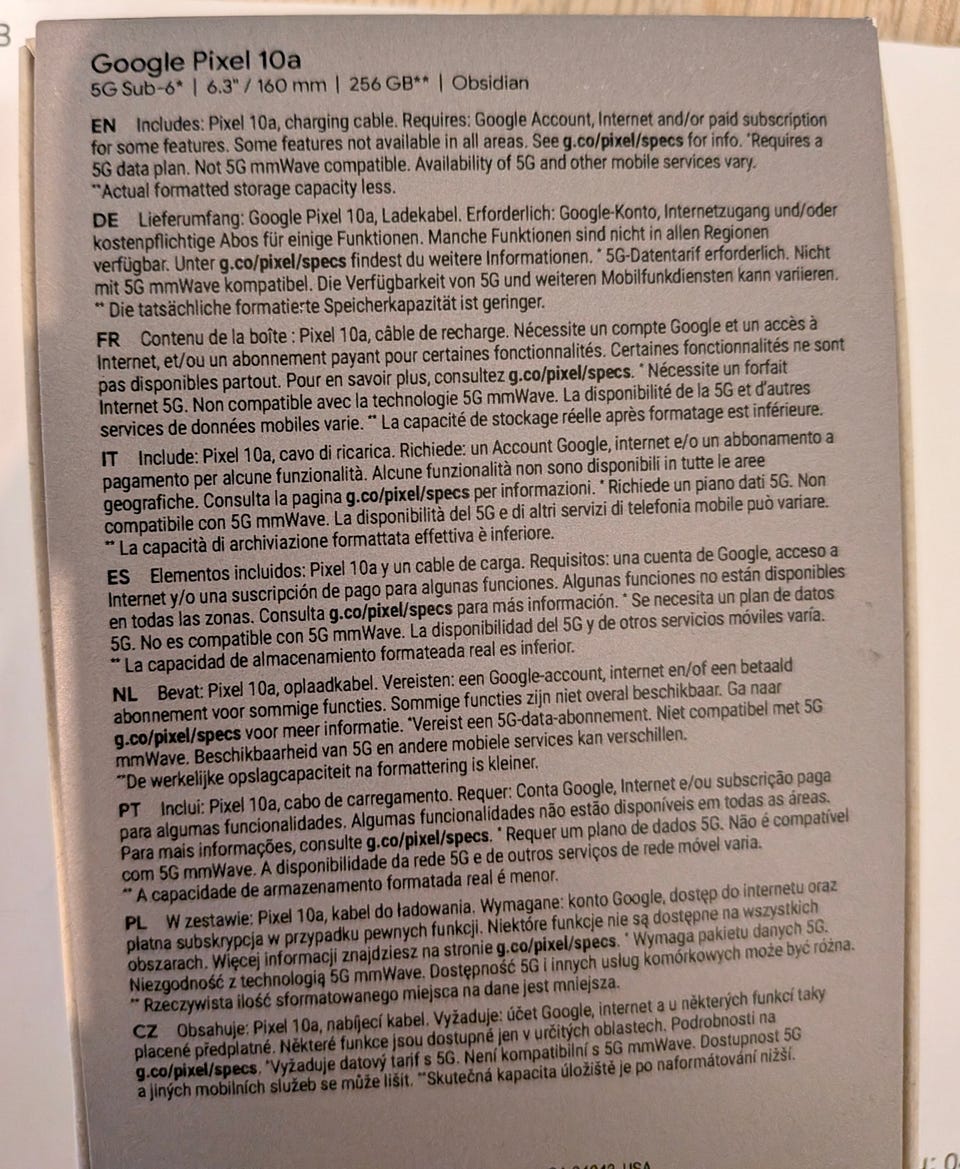 Google Pixel 10a
5G Sub-6* | 6.3" / 160 mm | 256 GB** | Obsidian
EN Includes: Pixel 10a, charging cable. Requires: Google Account, Internet and/or paid subscription
for some features. Some features not available in all areas. See g.co/pixel/specs for info. *Requires a
5G data plan. Not 5G mmWave compatible. Availability of 5G and other mobile services vary.
**Actual formatted storage capacity less.
DE Lieferumfang: Google Pixel 10a, Ladekabel. Erforderlich: Google-Konto, Internetzugang und/oder
kostenpflichtige Abos für einige Funktionen. Manche Funktionen sind nicht in allen Regionen
verfügbar. Unter g.co/pixel/specs findest du weitere Informationen. * 5G-Datentarif erforderlich. Nicht
mit 5G mmWave kompatibel. Die Verfügbarkeit von 5G und weiteren Mobilfunkdiensten kann variieren.
** Die tatsächliche formatierte Speicherkapazität ist geringer.
FR Contenu de la boîte : Pixel 10a, câble de recharge. Nécessite un compte Google et un accès à
Internet, et/ou un abonnement payant pour certaines fonctionnalités. Certaines fonctionnalités ne sont
pas disponibles partout. Pour en savoir plus, consultez g.co/pixel/specs. * Nécessite un forfait
Internet 5G. Non compatible avec la technologie 5G mmWave. La disponibilité de la 5G et d'autres
services de données mobiles varie. ** La capacité de stockage réelle après formatage est inférieure.
IT Include: Pixel 10a, cavo di ricarica. Richiede: un Account Google, internet e/o un abbonamento a
pagamento per alcune funzionalità. Alcune funzionalità non sono disponibili in tutte le aree
geografiche. Consulta la pagina g.co/pixel/specs per informazioni. * Richiede un piano dati 5G. Non
compatibile con 5G mmWave. La disponibilità del 5G e di altri servizi di telefonia mobile può variare.
** La capacità di archiviazione formattata effettiva è inferiore.
ES Elementos incluidos: Pixel 10a y un cable de carga. Requisitos: una cuenta de Google, acceso a
Internet y/o una suscripción de pago para algunas funciones. Algunas funciones no están disponibles
en todas las zonas. Consulta g.co/pixel/specs para más información. * Se necesita un plan de datos
5G. No es compatible con 5G mmWave. La disponibilidad del 5G y de otros servicios móviles varía.
** La capacidad de almacenamiento formateada real es inferior.
NL Bevat: Pixel 10a, oplaadkabel. Vereisten: een Google-account, internet en/of een betaald
abonnement voor sommige functies. Sommige functies zijn niet overal beschikbaar. Ga naar
g.co/pixel/specs voor meer informatie. *Vereist een 5G-data-abonnement. Niet compatibel met 5G
mmWave. Beschikbaarheid van 5G en andere mobiele services kan verschillen.
**De werkelijke opslagcapaciteit na formattering is kleiner.
PT Inclui: Pixel 10a, cabo de carregamento. Requer: Conta Google, Internet e/ou subscrição paga
para algumas funcionalidades. Algumas funcionalidades não estão disponíveis em todas as áreas.
Para mais informações, consulte g.co/pixel/specs. * Requer um plano de dados 5G. Não é compatível
com 5G mmWave. A disponibilidade da rede 5G e de outros serviços de rede móvel varia.
** A capacidade de armazenamento formatada real é menor.
PL W zestawie: Pixel 10a, kabel do ładowania. Wymagane: konto Google, dostęp do internetu oraz
płatna subskrypcja w przypadku pewnych funkcji. Niektóre funkcje nie są dostępne na wszystkich
obszarach. Więcej informacji znajdziesz na stronie g.co/pixel/specs. * Wymaga pakietu danych 5G.
Niezgodność z technologią 5G mmWave. Dostępność 5G i innych usług komórkowych może być różna.
** Rzeczywista ilość sformatowanego miejsca na dane jest mniejsza.
CZ Obsahuje: Pixel 10a, nabíjecí kabel. Vyžaduje: účet Google, internet a u některých funkcí taky
placené předplatné. Některé funkce jsou dostupné jen v určitých oblastech. Podrobnosti na
g.co/pixel/specs. *Vyžaduje datový tarif s 5G. Není kompatibilní s 5G mmWave. Dostupnost 5G
a jiných mobilních služeb se může lišit. **Skutečná kapacita úložiště je po naformátování nižší.
USA